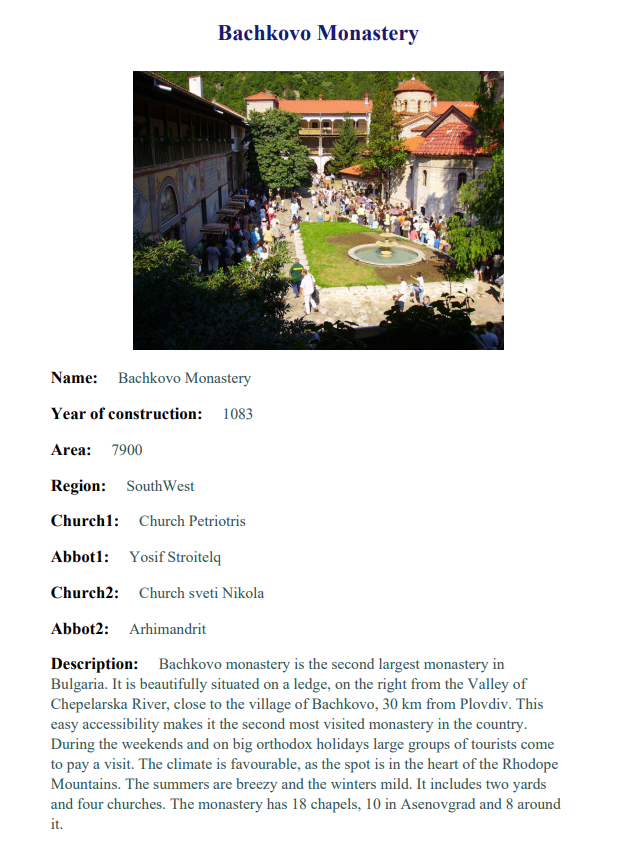 Bachkovo Monastery
Name: Bachkovo Monastery
Year of construction: 1083
Area: 7900
Region: SouthWest
Church1: Church Petriotris
Abbot1: Yosif Stroitelq
Church2: Church sveti Nikola
Abbot2: Arhimandrit
Description: Bachkovo monastery is the second largest monastery in
Bulgaria. It is beautifully situated on a ledge, on the right from the Valley of
Chepelarska River, close to the village of Bachkovo, 30 km from Plovdiv. This
easy accessibility makes it the second most visited monastery in the country.
During the weekends and on big orthodox holidays large groups of tourists come
to pay a visit. The climate is favourable, as the spot is in the heart of the Rhodope
Mountains. The summers are breezy and the winters mild. It includes two yards
and four churches. The monastery has 18 chapels, 10 in Asenovgrad and 8 around
it.